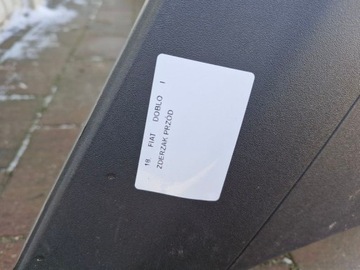 19 FIAT DOBLO I
ZDERZAK PRZÓD